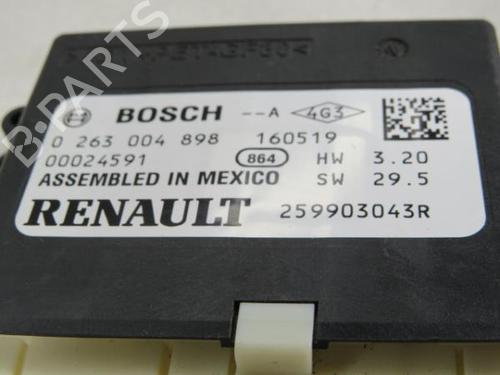 BOSCH --A 4G3
0 263 004 898 160519
00024591 864 HW 3.20
ASSEMBLED IN MEXICO SW 29.5
RENAULT 259903043R
B-PARTS